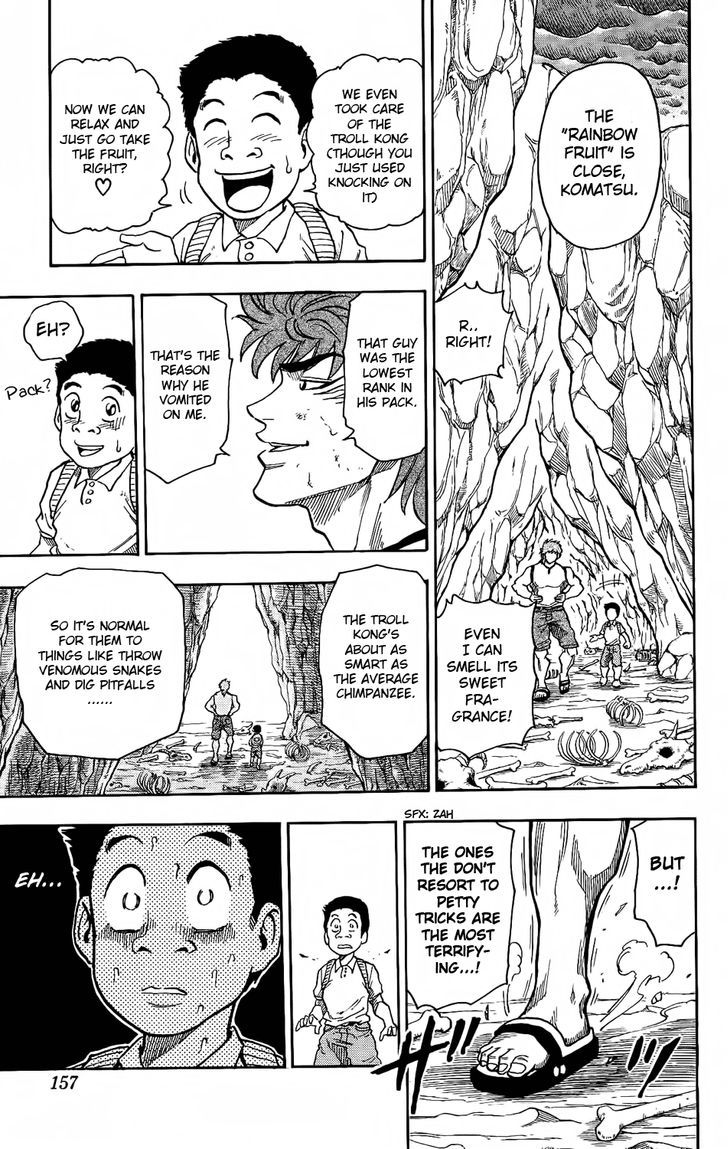 THE
"RAINBOW
FRUIT" IS
CLOSE,
KOMATSU.
R..
RIGHT!
EVEN
I CAN
SMELL ITS
SWEET
FRA-
GRANCE!
WE EVEN
TOOK CARE
OF THE
TROLL KONG
(THOUGH YOU
JUST USED
KNOCKING ON
IT)
NOW WE CAN
RELAX AND
JUST GO TAKE
THE FRUIT,
RIGHT?
♡
THAT GUY
WAS THE
LOWEST
RANK IN
HIS PACK.
THAT'S THE
REASON
WHY HE
VOMITED
ON ME.
EH?
Pack?
THE TROLL
KONG'S
ABOUT AS
SMART AS
THE AVERAGE
CHIMPANZEE.
SO IT'S NORMAL
FOR THEM TO
THINGS LIKE THROW
VENOMOUS SNAKES
AND DIG PITFALLS
......
SFX: ZAH
BUT
...!
THE ONES
THE DON'T
RESORT TO
PETTY
TRICKS ARE
THE MOST
TERRIFY-
ING...!
EH...
157